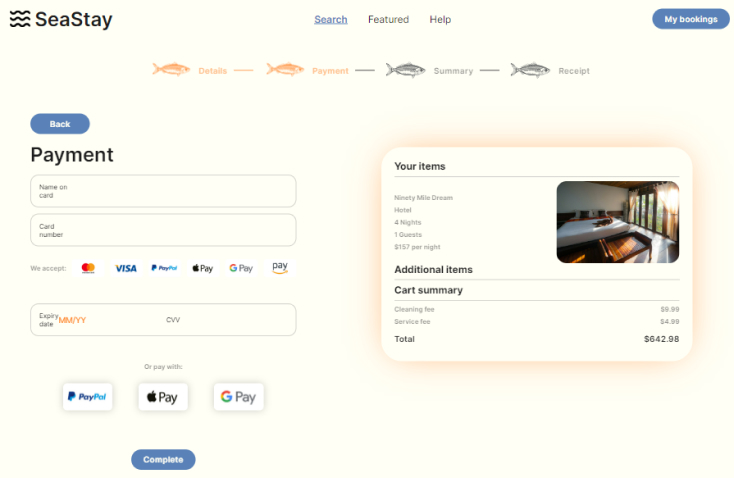 SeaStay
Search Featured Help
My bookings
Details Payment Summary Receipt
Back
Payment
Name on
card
Card
number
We accept: VISA PayPal Pay G Pay pay
Expiry
date MM/YY CVV
Or pay with:
PayPal Pay G Pay
Complete
Your items
Ninety Mile Dream
Hotel
4 Nights
1 Guests
$157 per night
Additional items
Cart summary
Cleaning fee $9.99
Service fee $4.99
Total $642.98